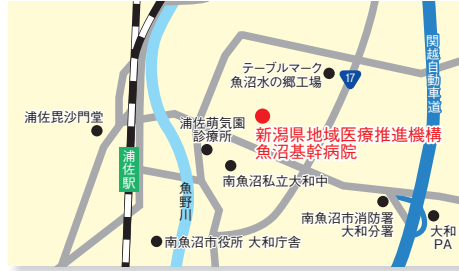 関越自動車道
テーブルマーク
魚沼水の郷工場
17
浦佐毘沙門堂
浦佐萌気園
診療所
新潟県地域医療推進機構
魚沼基幹病院
浦佐駅
南魚沼私立大和中
魚野川
南魚沼市消防署
大和分署
大和
PA
南魚沼市役所 大和庁舎